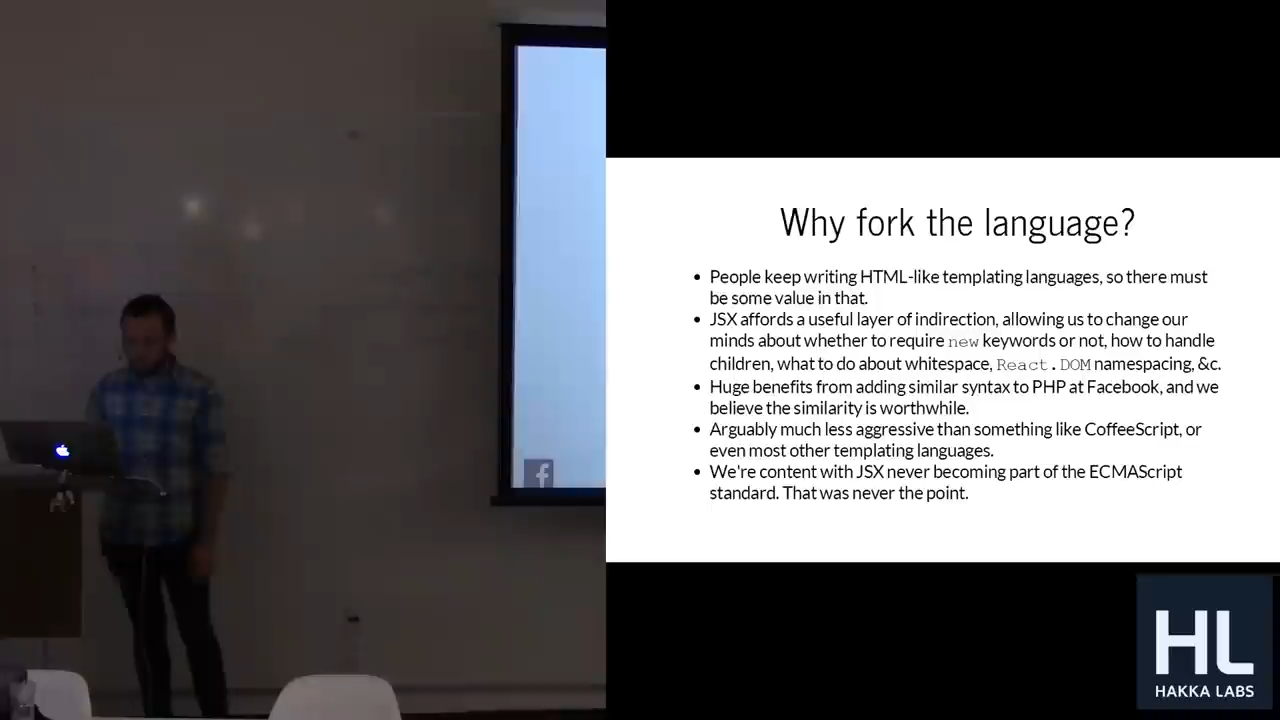 Why fork the language?
• People keep writing HTML-like templating languages, so there must
be some value in that.
• JSX affords a useful layer of indirection, allowing us to change our
minds about whether to require new keywords or not, how to handle
children, what to do about whitespace, React.DOM namespacing, &c.
• Huge benefits from adding similar syntax to PHP at Facebook, and we
believe the similarity is worthwhile.
• Arguably much less aggressive than something like CoffeeScript, or
even most other templating languages.
• We're content with JSX never becoming part of the ECMAScript
standard. That was never the point.
f
HL
HAKKA LABS